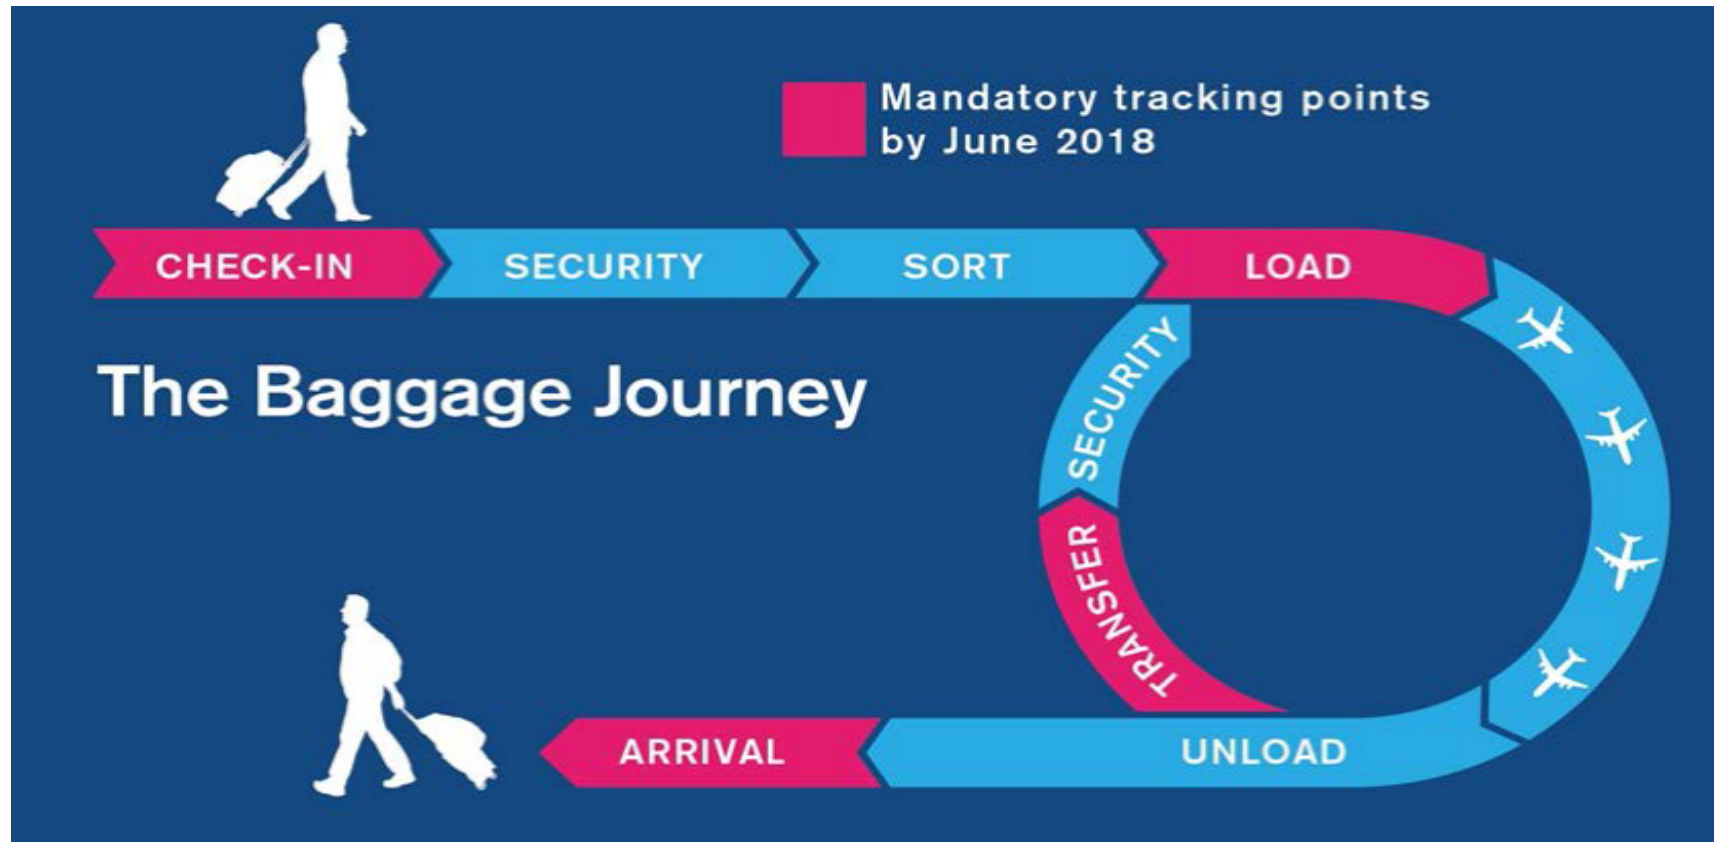 Mandatory tracking points
by June 2018
CHECK-IN
SECURITY
SORT
LOAD
The Baggage Journey
SECURITY
TRANSFER
ARRIVAL
UNLOAD